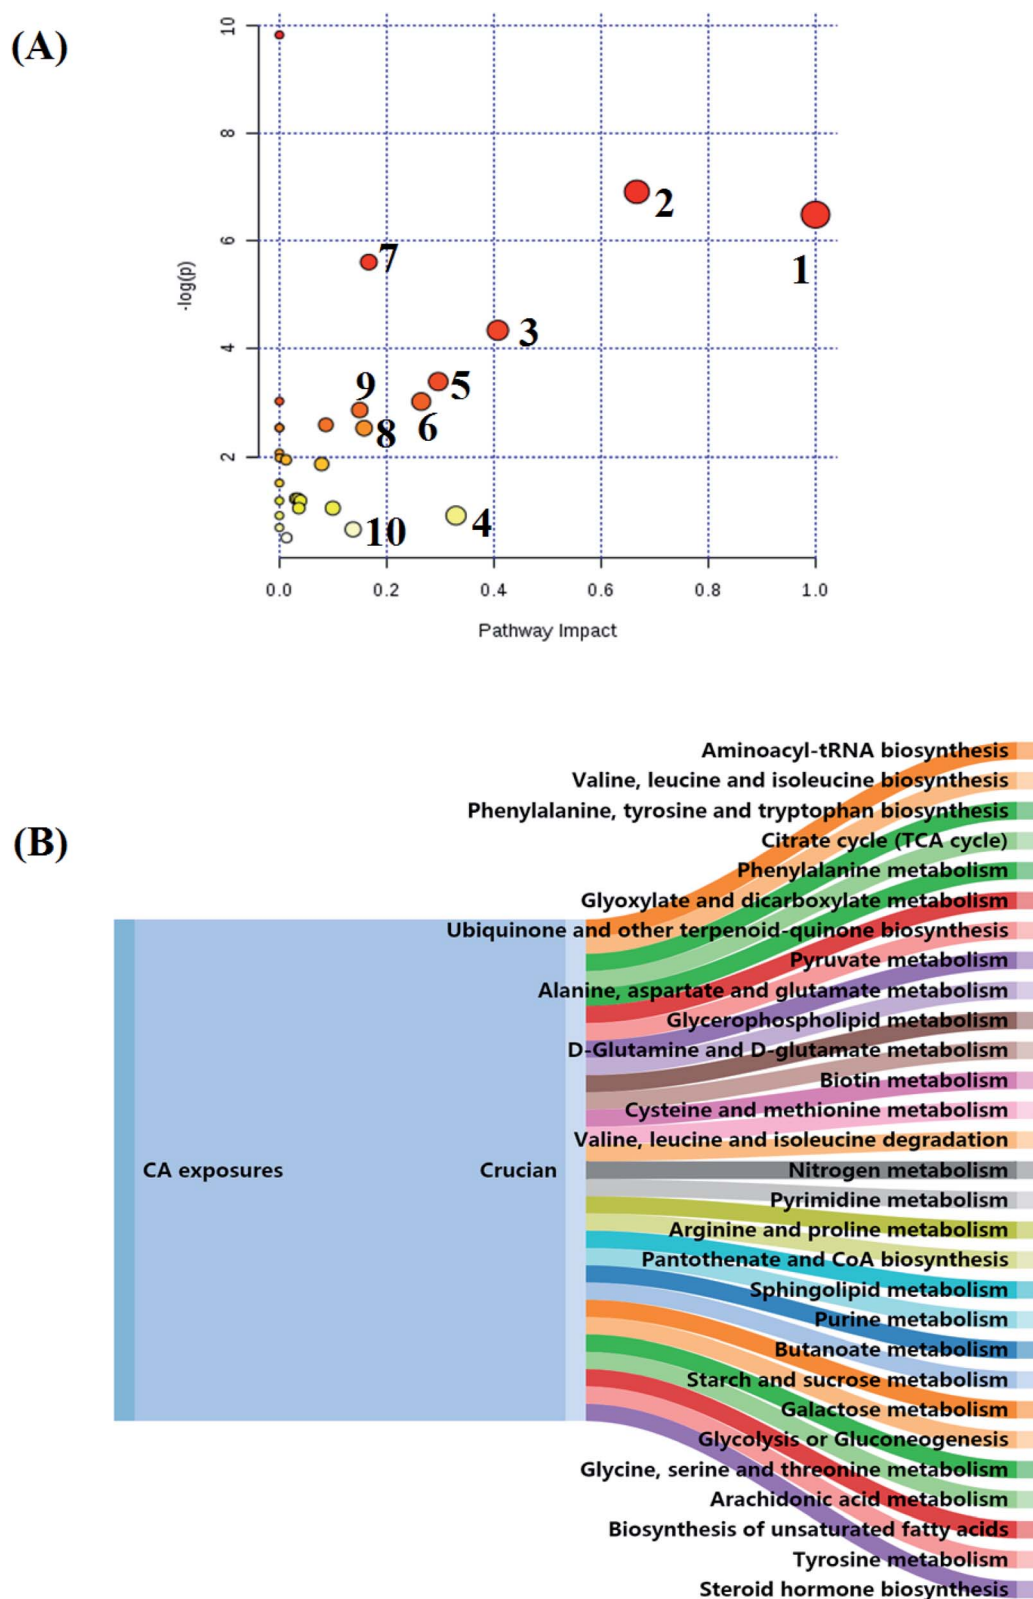 (A)
10
8
6
4
2
-log(p)
2
1
7
3
5
9
6
8
4
10
0.0
0.2
0.4
0.6
0.8
1.0
Pathway Impact
(B)
CA exposures
Crucian
Aminoacyl-tRNA biosynthesis
Valine, leucine and isoleucine biosynthesis
Phenylalanine, tyrosine and tryptophan biosynthesis
Citrate cycle (TCA cycle)
Phenylalanine metabolism
Glyoxylate and dicarboxylate metabolism
Ubiquinone and other terpenoid-quinone biosynthesis
Pyruvate metabolism
Alanine, aspartate and glutamate metabolism
Glycerophospholipid metabolism
D-Glutamine and D-glutamate metabolism
Biotin metabolism
Cysteine and methionine metabolism
Valine, leucine and isoleucine degradation
Nitrogen metabolism
Pyrimidine metabolism
Arginine and proline metabolism
Pantothenate and CoA biosynthesis
Sphingolipid metabolism
Purine metabolism
Butanoate metabolism
Starch and sucrose metabolism
Galactose metabolism
Glycolysis or Gluconeogenesis
Glycine, serine and threonine metabolism
Arachidonic acid metabolism
Biosynthesis of unsaturated fatty acids
Tyrosine metabolism
Steroid hormone biosynthesis